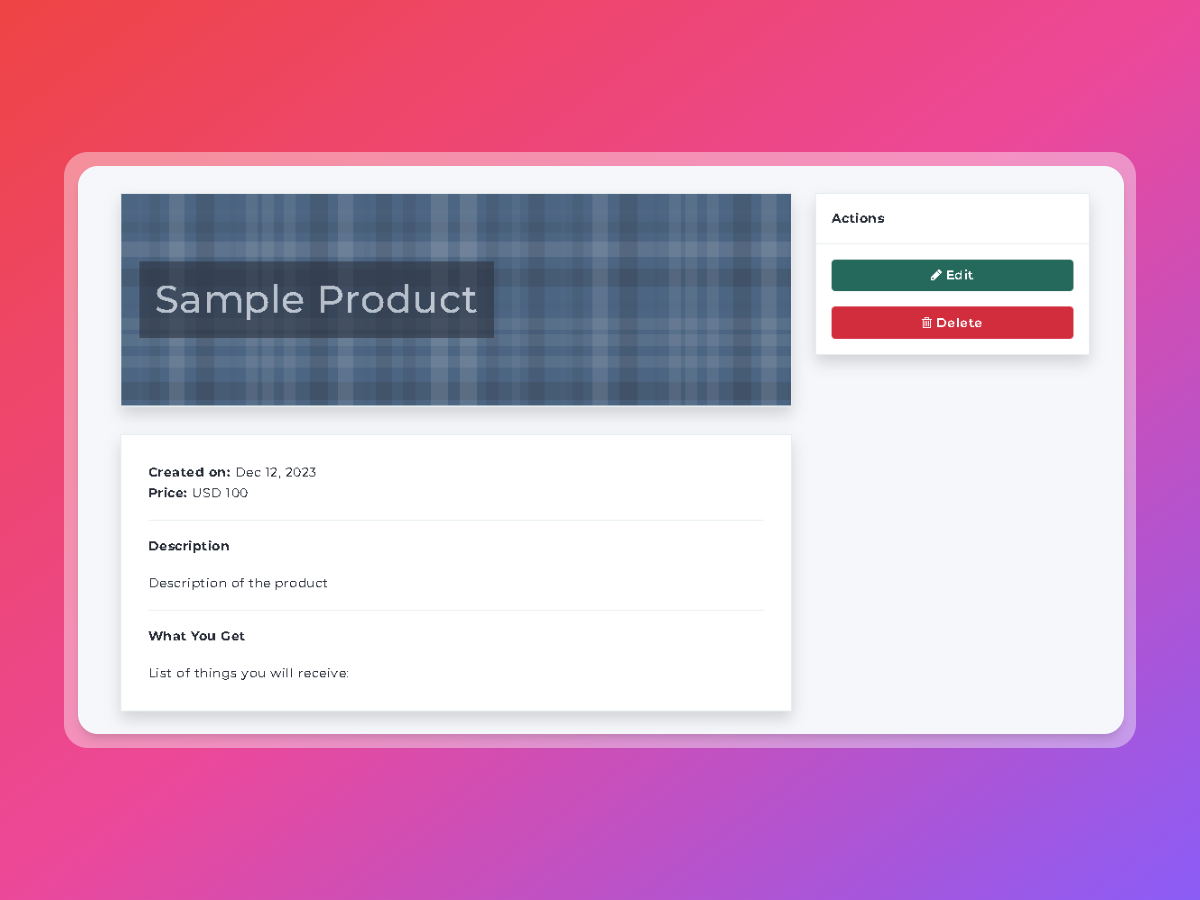 Sample Product
Actions
Edit
Delete
Created on: Dec 12, 2023
Price: USD 100
Description
Description of the product
What You Get
List of things you will receive: